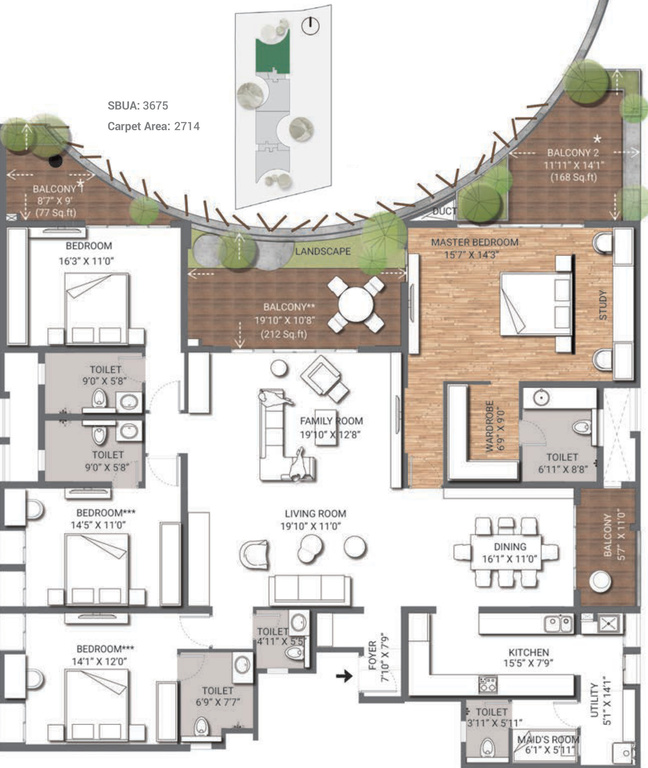 SBUA: 3675
Carpet Area: 2714
BALCONY 2
11'11" X 14'1"
(168 Sq.ft)
BALCONY *
8'7" X 9'
(77 Sq.ft)
DUCT
BEDROOM
16'3" X 11'0"
LANDSCAPE
MASTER BEDROOM
15'7" X 14'3"
BALCONY**
19'10" X 10'8"
(212 Sq.ft)
STUDY
TOILET
9'0" X 5'8"
TOILET
9'0" X 5'8"
FAMILY ROOM
19'10" X 12'8"
WARDROBE
6'9" X 9'0"
TOILET
6'11" X 8'8"
BEDROOM***
14'5" X 11'0"
LIVING ROOM
19'10" X 11'0"
DINING
16'1" X 11'0"
BALCONY
5'7" X 11'0"
BEDROOM***
14'1" X 12'0"
TOILET
4'11" X 5'5
FOYER
7'10" X 7'9"
KITCHEN
15'5" X 7'9"
TOILET
6'9" X 7'7"
UTILITY
5'1" X 14'1"
TOILET
3'11" X 5'11"
MAID'S ROOM
6'1" X 5'11"